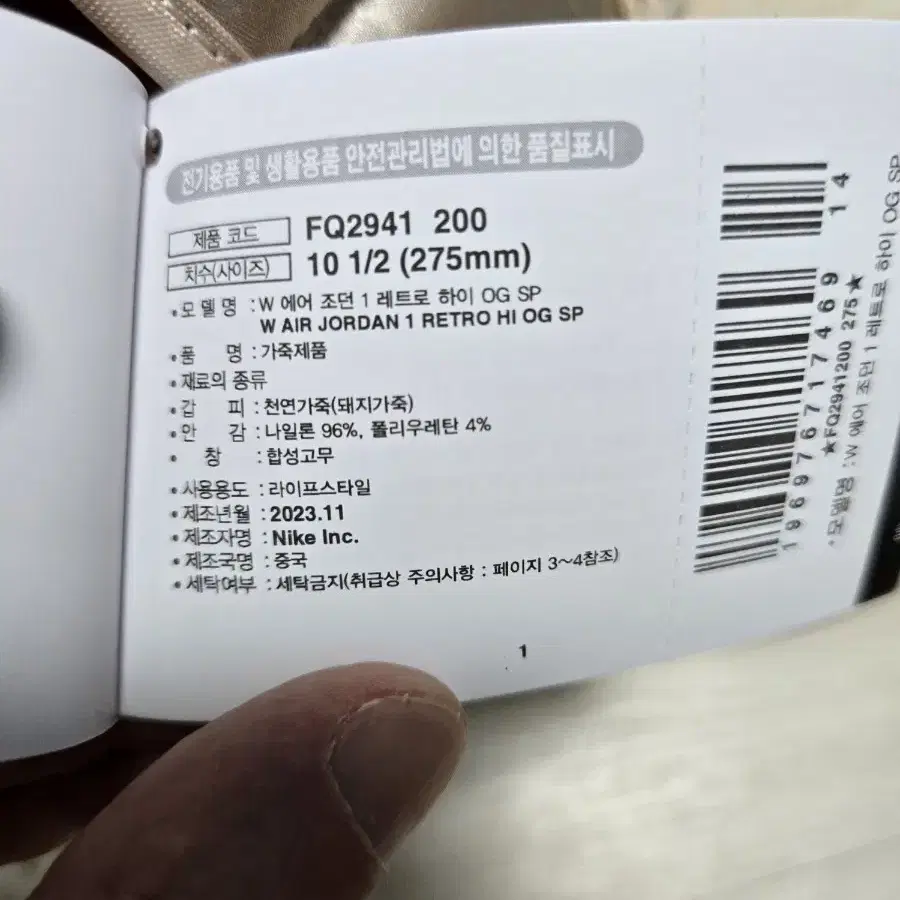 전기용품 및 생활용품 안전관리법에 의한 품질표시
제품 코드 FQ2941 200
치수(사이즈) 10 1/2 (275mm)
• 모 델 명 : W 에어 조던 1 레트로 하이 OG SP
W AIR JORDAN 1 RETRO HI OG SP
• 품 명 : 가죽제품
• 재료의 종류
• 갑 피 : 천연가죽(돼지가죽)
• 안 감 : 나일론 96%, 폴리우레탄 4%
• 창 : 합성고무
• 사용용도 : 라이프스타일
• 제조년월 : 2023.11
• 제조자명 : Nike Inc.
• 제조국명 : 중국
• 세탁여부 : 세탁금지(취급상 주의사항 : 페이지 3~4참조)
1
14
196976717469
★FQ2941200 275★
• 모델명 : W 에어 조던 1 레트로 하이 OG SP